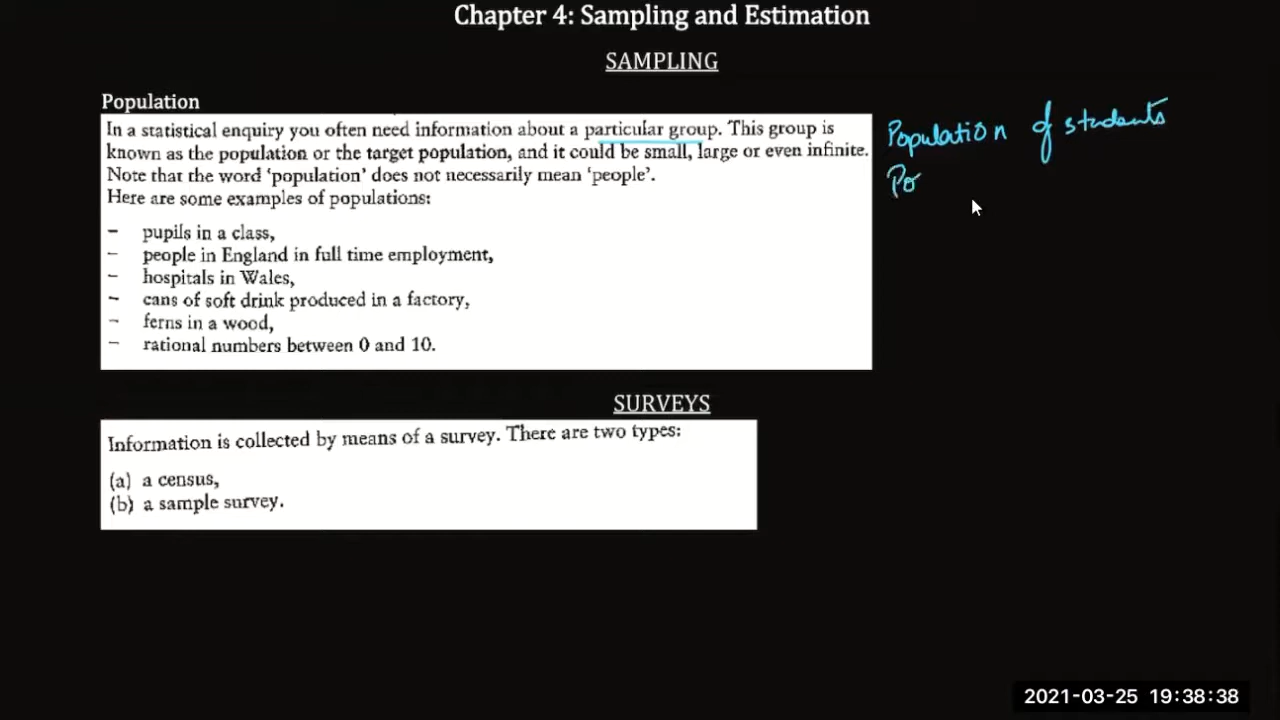 Chapter 4: Sampling and Estimation
SAMPLING
Population
In a statistical enquiry you often need information about a particular group. This group is
known as the population or the target population, and it could be small, large or even infinite.
Note that the word ‘population’ does not necessarily mean ‘people’.
Here are some examples of populations:
- pupils in a class,
- people in England in full time employment,
- hospitals in Wales,
- cans of soft drink produced in a factory,
- ferns in a wood,
- rational numbers between 0 and 10.
Population of students
Po
SURVEYS
Information is collected by means of a survey. There are two types:
(a) a census,
(b) a sample survey.
2021-03-25 19:38:38